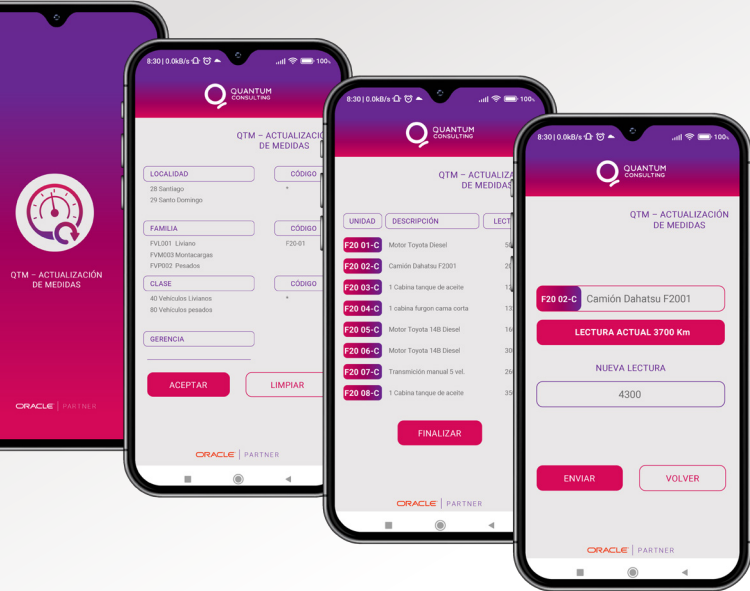 QTM – ACTUALIZACIÓN
DE MEDIDAS
ORACLE | PARTNER
8:30 | 0.0kB/s
100
QUANTUM
CONSULTING
QTM – ACTUALIZACIÓ
DE MEDIDAS
LOCALIDAD CÓDIGO
28 Santiago *
29 Santo Domingo
FAMILIA CÓDIGO
FVL001 Liviano F20-01
FVM003 Montacargas
FVP002 Pesados
CLASE CÓDIGO
40 Vehículos Livianos *
80 Vehículos pesados
GERENCIA
ACEPTAR LIMPIAR
ORACLE | PARTNER
8:30 | 0.0kB/s
100
QUANTUM
CONSULTING
QTM – ACTUALIZA
DE MEDIDAS
UNIDAD DESCRIPCIÓN LECT
F20 01-C Motor Toyota Diesel
F20 02-C Camión Dahatsu F2001
F20 03-C 1 Cabina tanque de aceite
F20 04-C 1 cabina furgon cama corta
F20 05-C Motor Toyota 14B Diesel
F20 06-C Motor Toyota 14B Diesel
F20 07-C Transmición manual 5 vel.
F20 08-C 1 Cabina tanque de aceite
FINALIZAR
ORACLE | PARTNER
8:30 | 0.0kB/s
100
QUANTUM
CONSULTING
QTM – ACTUALIZACIÓN
DE MEDIDAS
F20 02-C Camión Dahatsu F2001
LECTURA ACTUAL 3700 Km
NUEVA LECTURA
4300
ENVIAR VOLVER
ORACLE | PARTNER